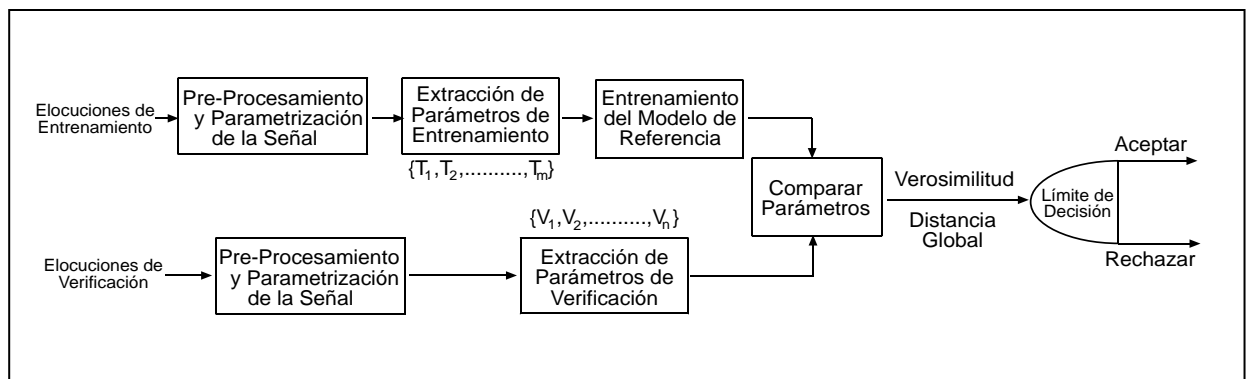 Elocuciones de
Entrenamiento
Pre-Procesamiento
y Parametrización
de la Señal
Extracción de
Parámetros de
Entrenamiento
{T1,T2,..........,Tm}
Entrenamiento
del Modelo de
Referencia
Comparar
Parámetros
Verosimilitud
Distancia
Global
Límite de
Decisión
Aceptar
Rechazar
Elocuciones de
Verificación
Pre-Procesamiento
y Parametrización
de la Señal
{V1,V2,..........,Vn}
Extracción de
Parámetros de
Verificación